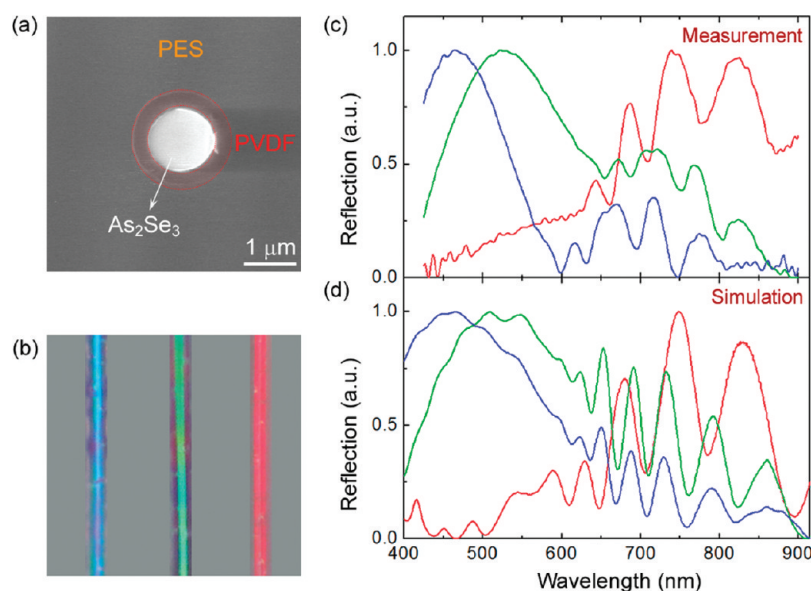 (a)
PES
PVDF
As₂Se₃
1 μm
(b)
(c)
Measurement
Reflection (a.u.)
1.0
0.5
0.0
(d)
Simulation
Reflection (a.u.)
1.0
0.5
0.0
400 500 600 700 800 900
Wavelength (nm)